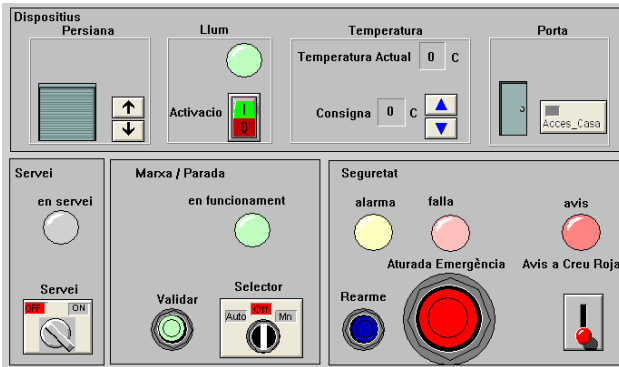 Dispositius
Persiana
Llum
Temperatura
Porta
Temperatura Actual 0 C
Activacio
I
0
Consigna 0 C
Acces_Casa
Servei
en servei
Servei
OFF ON
Marxa / Parada
en funcionament
Validar
Selector
Auto Off Mn
Seguretat
alarma
falla
avis
Aturada Emergència
Avis a Creu Roja
Rearme